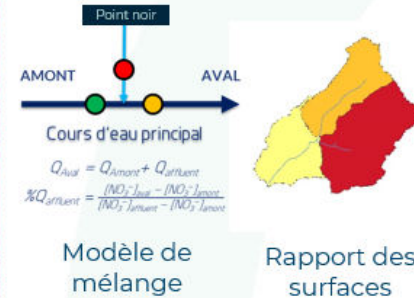 Point noir
AMONT
AVAL
Cours d'eau principal
Q_Aval = Q_Amont + Q_affluent
%Q_affluent = ([NO₃⁻]_aval − [NO₃⁻]_amont) / ([NO₃⁻]_affluent − [NO₃⁻]_amont)
Modèle de
mélange
Rapport des
surfaces